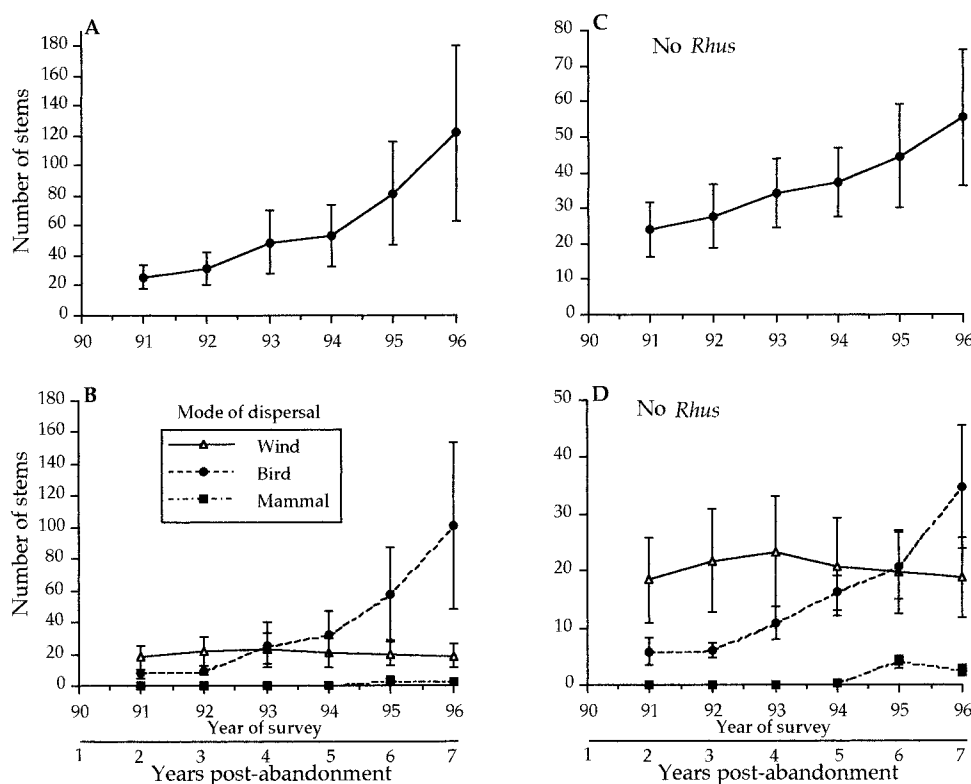 A
Number of stems
180
160
140
120
100
80
60
40
20
0
90 91 92 93 94 95 96
C
No Rhus
80
70
60
50
40
30
20
10
0
90 91 92 93 94 95 96
B
Number of stems
180
160
140
120
100
80
60
40
20
0
Mode of dispersal
Wind
Bird
Mammal
90 91 92 93 94 95 96
Year of survey
1 2 3 4 5 6 7
Years post-abandonment
D
No Rhus
50
40
30
20
10
0
90 91 92 93 94 95 96
Year of survey
1 2 3 4 5 6 7
Years post-abandonment